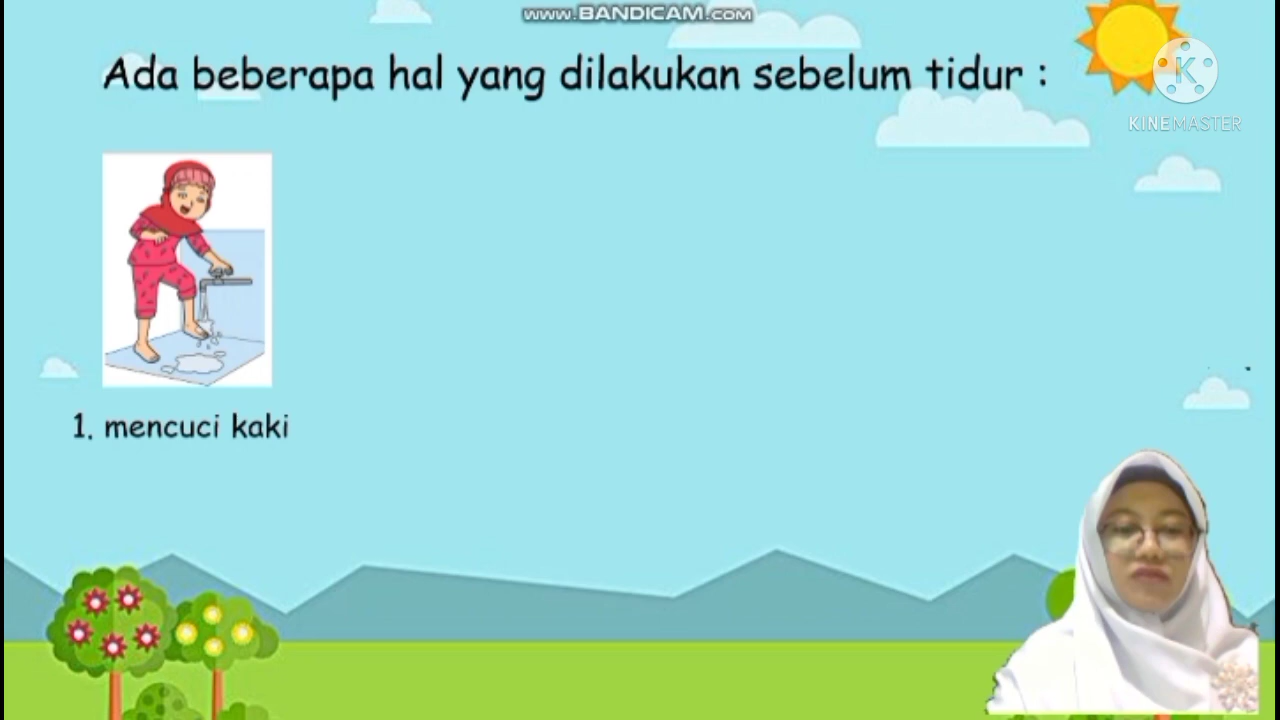 www.BANDICAM.com
Ada beberapa hal yang dilakukan sebelum tidur :
K
KINEMASTER
1. mencuci kaki